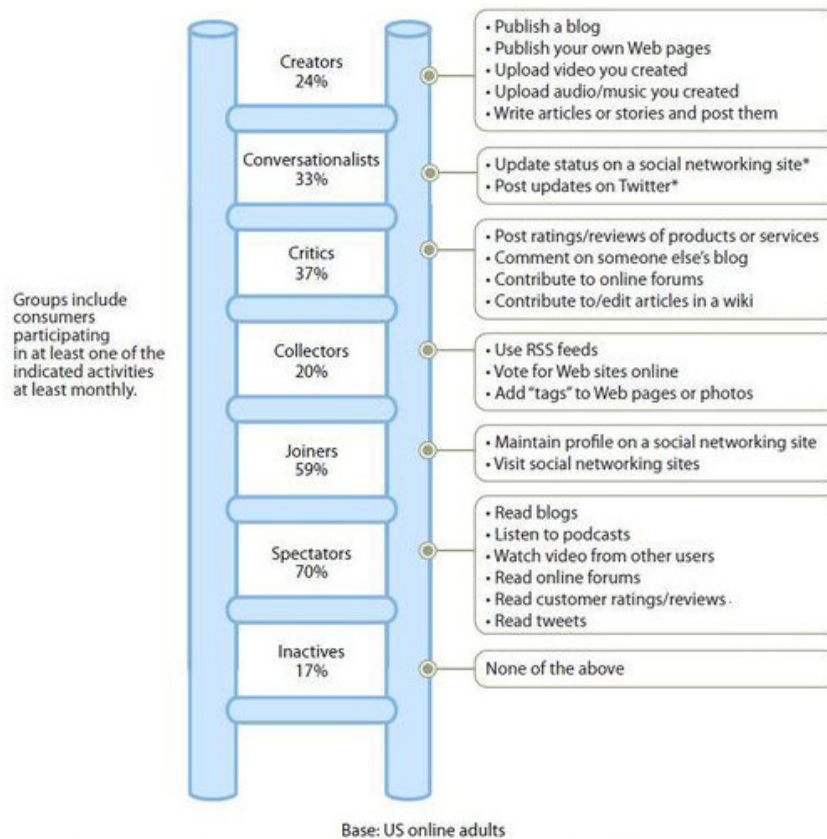 Creators
24%
• Publish a blog
• Publish your own Web pages
• Upload video you created
• Upload audio/music you created
• Write articles or stories and post them
Conversationalists
33%
• Update status on a social networking site*
• Post updates on Twitter*
Critics
37%
• Post ratings/reviews of products or services
• Comment on someone else's blog
• Contribute to online forums
• Contribute to/edit articles in a wiki
Groups include
consumers
participating
in at least one of the
indicated activities
at least monthly.
Collectors
20%
• Use RSS feeds
• Vote for Web sites online
• Add "tags" to Web pages or photos
Joiners
59%
• Maintain profile on a social networking site
• Visit social networking sites
Spectators
70%
• Read blogs
• Listen to podcasts
• Watch video from other users
• Read online forums
• Read customer ratings/reviews
• Read tweets
Inactives
17%
None of the above
Base: US online adults